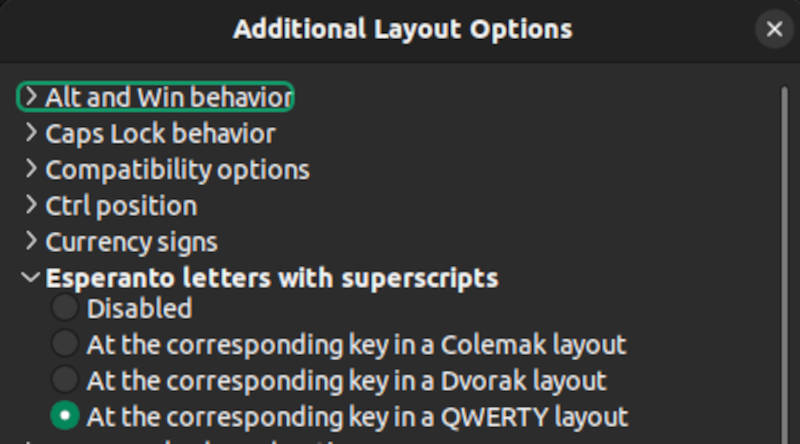 Additional Layout Options
Alt and Win behavior
Caps Lock behavior
Compatibility options
Ctrl position
Currency signs
Esperanto letters with superscripts
Disabled
At the corresponding key in a Colemak layout
At the corresponding key in a Dvorak layout
At the corresponding key in a QWERTY layout